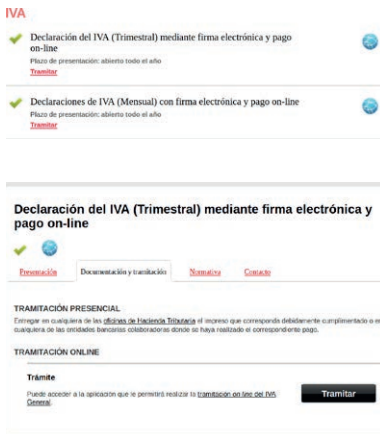 IVA
Declaración del IVA (Trimestral) mediante firma electrónica y pago
on-line
Plazo de presentación: abierto todo el año
Tramitar
Declaraciones de IVA (Mensual) con firma electrónica y pago on-line
Plazo de presentación: abierto todo el año
Tramitar
Declaración del IVA (Trimestral) mediante firma electrónica y
pago on-line
Presentación Documentación y tramitación Normativa Contacto
TRAMITACIÓN PRESENCIAL
Entregar en cualquiera de las oficinas de Hacienda Tributaria el impreso que corresponda debidamente cumplimentado o en
cualquiera de las entidades bancarias colaboradoras donde se haya realizado el correspondiente pago.
TRAMITACIÓN ONLINE
Trámite
Puede acceder a la aplicación que le permitirá realizar la tramitación on line del IVA
General.
Tramitar